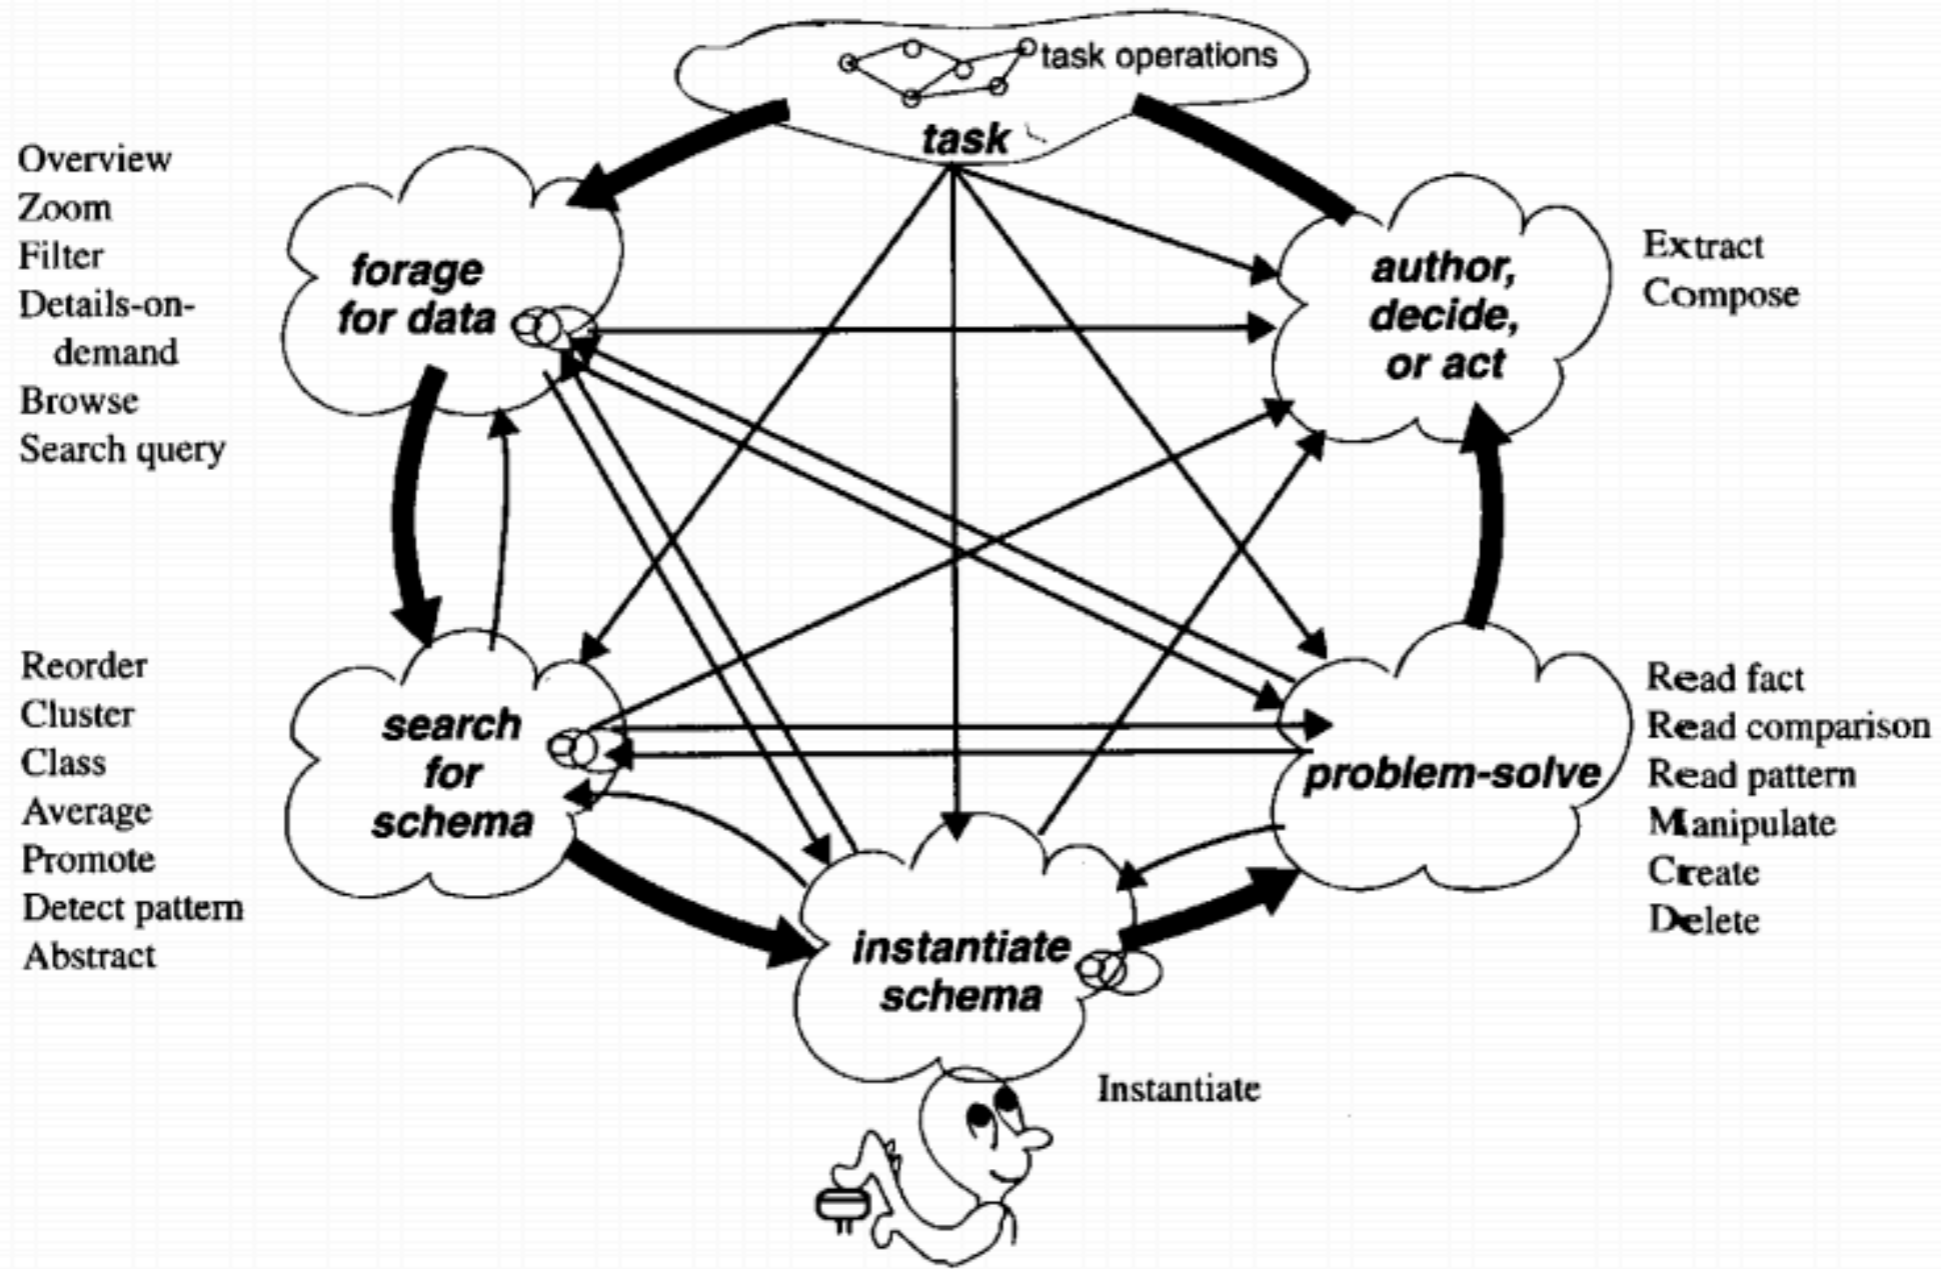 task operations
task
Overview
Zoom
Filter
Details-on-
demand
Browse
Search query
forage
for data
author,
decide,
or act
Extract
Compose
Reorder
Cluster
Class
Average
Promote
Detect pattern
Abstract
search
for
schema
problem-solve
Read fact
Read comparison
Read pattern
Manipulate
Create
Delete
instantiate
schema
Instantiate